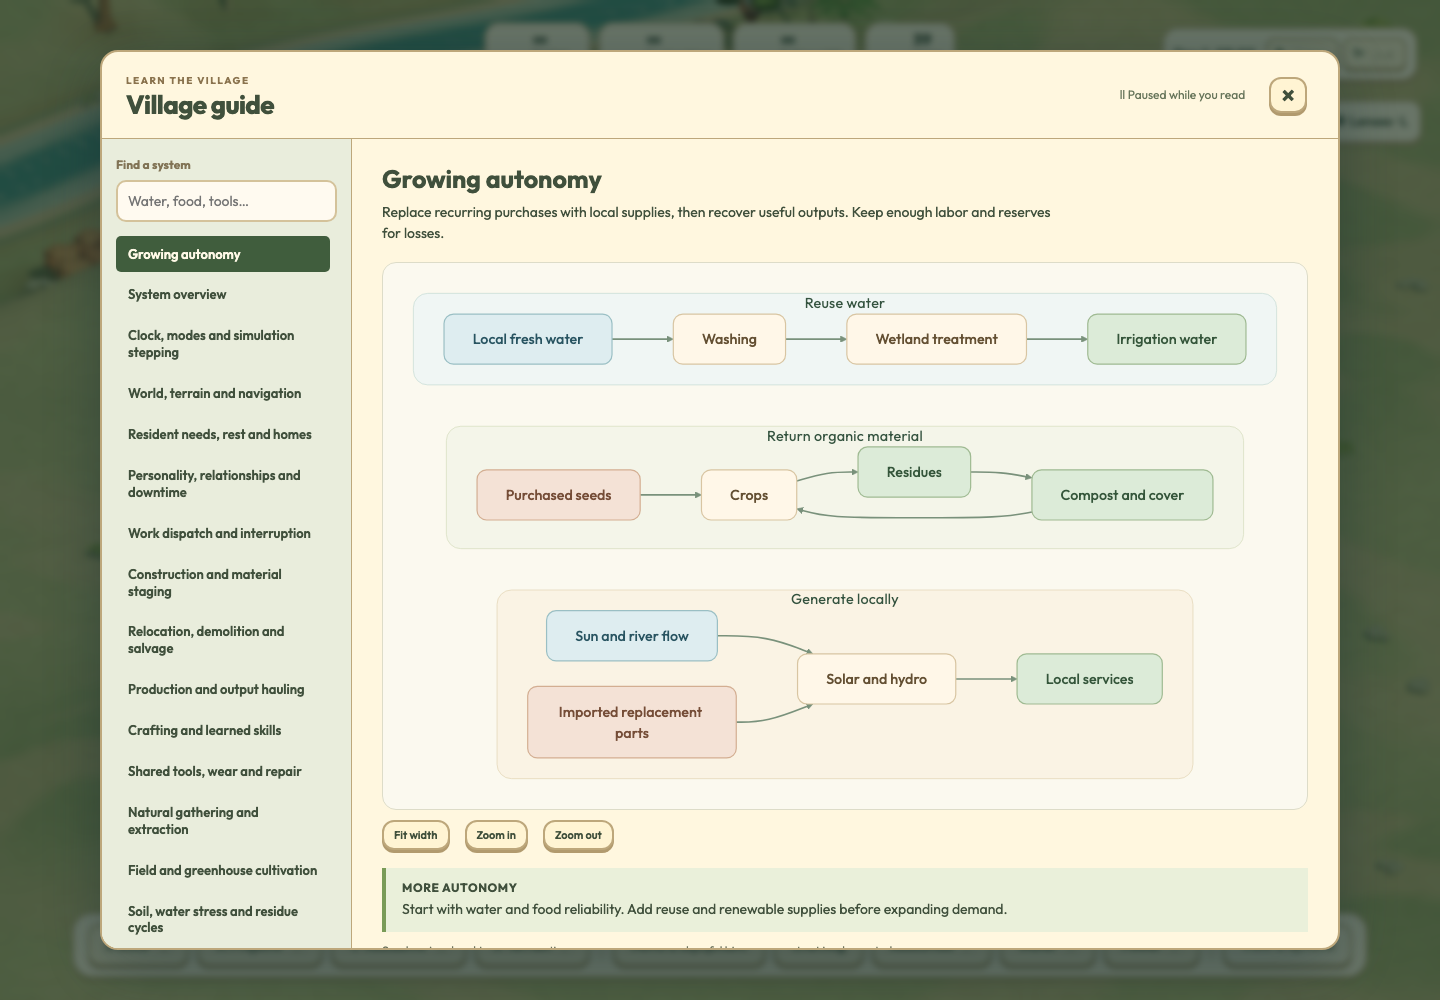 LEARN THE VILLAGE
Village guide
II Paused while you read
Find a system
Water, food, tools...
Growing autonomy
System overview
Clock, modes and simulation
stepping
World, terrain and navigation
Resident needs, rest and homes
Personality, relationships and
downtime
Work dispatch and interruption
Construction and material
staging
Relocation, demolition and
salvage
Production and output hauling
Crafting and learned skills
Shared tools, wear and repair
Natural gathering and
extraction
Field and greenhouse cultivation
Soil, water stress and residue
cycles
Growing autonomy
Replace recurring purchases with local supplies, then recover useful outputs. Keep enough labor and reserves
for losses.
Reuse water
Local fresh water
Washing
Wetland treatment
Irrigation water
Return organic material
Purchased seeds
Crops
Residues
Compost and cover
Generate locally
Sun and river flow
Imported replacement
parts
Solar and hydro
Local services
Fit width
Zoom in
Zoom out
MORE AUTONOMY
Start with water and food reliability. Add reuse and renewable supplies before expanding demand.